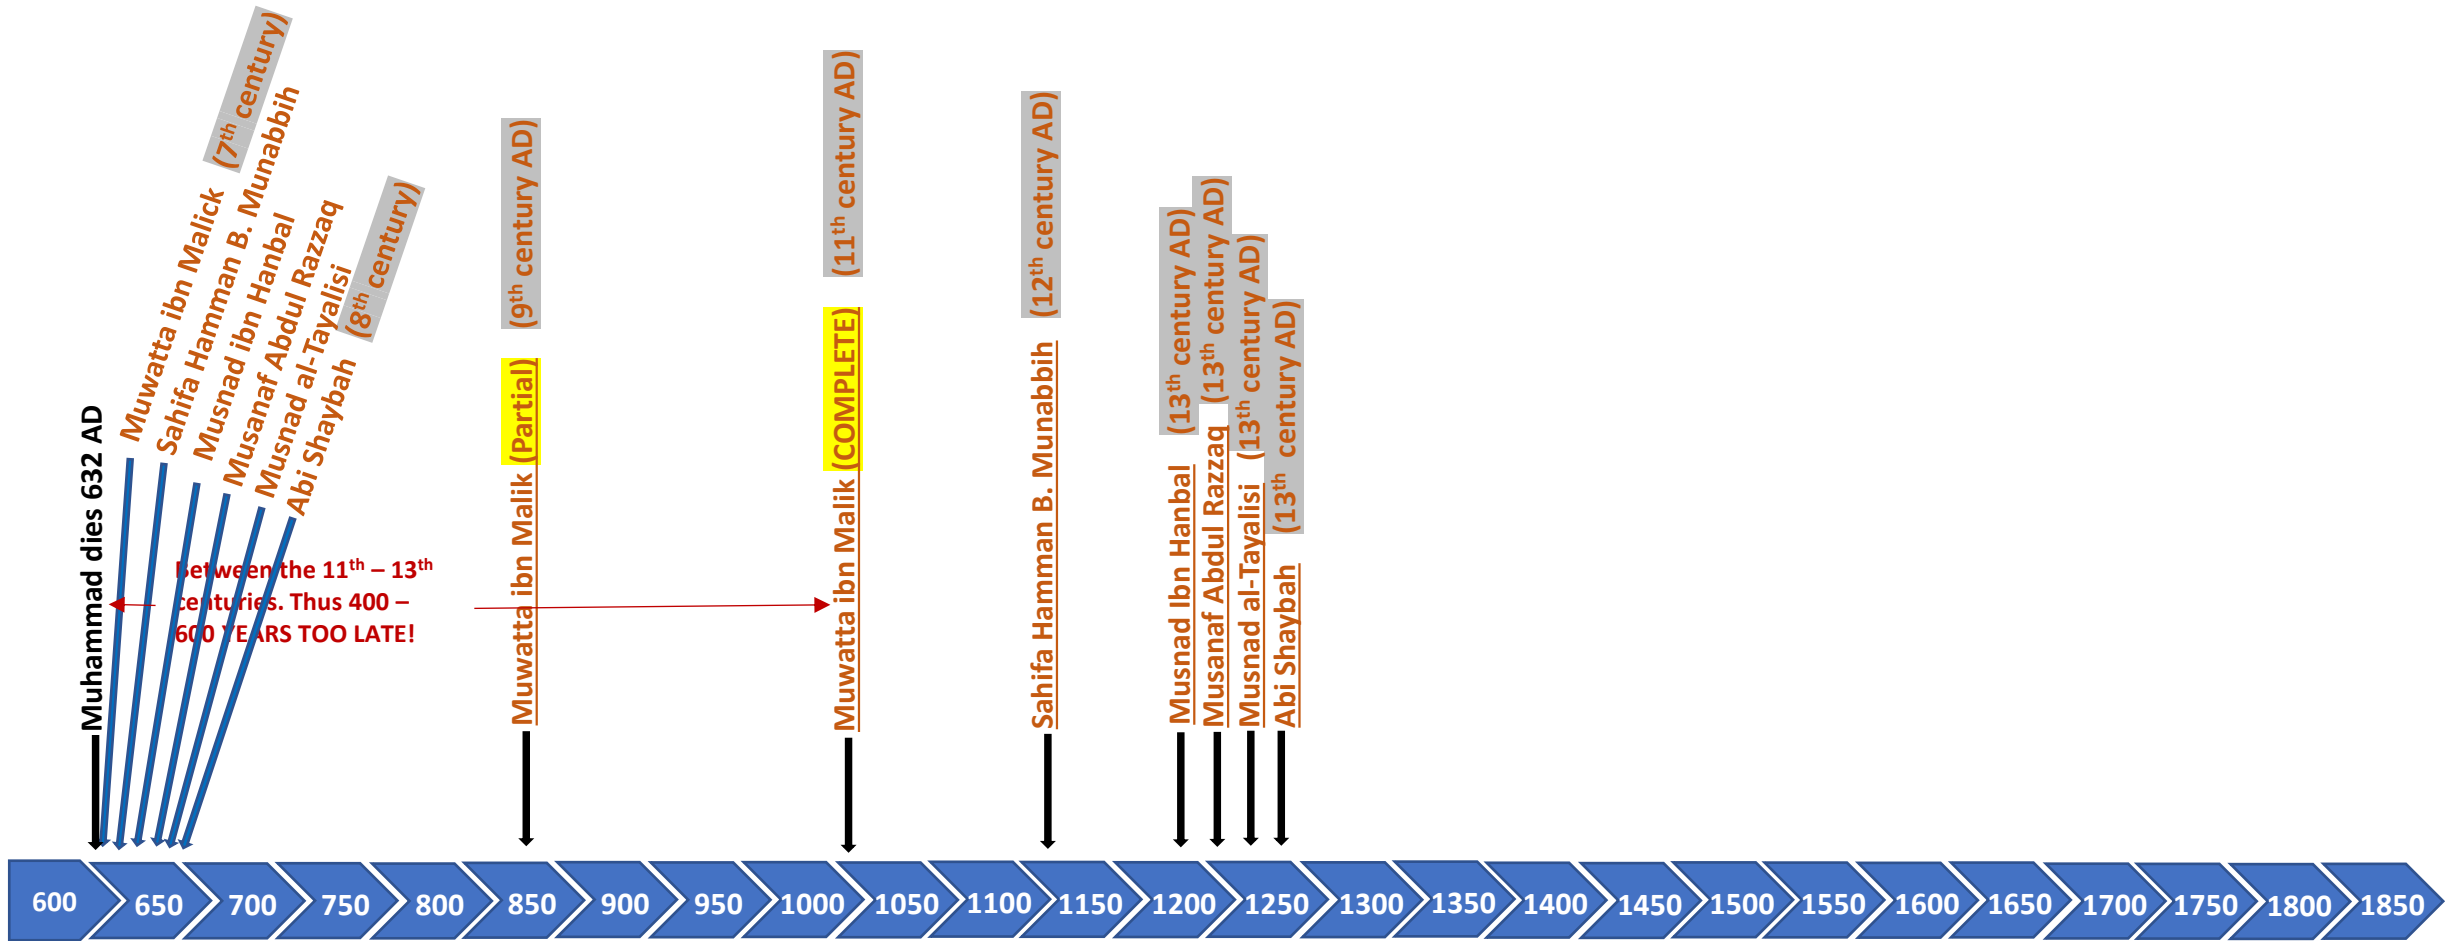 Muhammad dies 632 AD
Muwatta ibn Malick (7th century)
Sahifa Hamman B. Munabbih
Musnad ibn Hanbal
Musanaf Abdul Razzaq
Musnad al-Tayalisi
Abi Shaybah (8th century)
Between the 11th – 13th
centuries. Thus 400 –
600 YEARS TOO LATE!
Muwatta ibn Malik (Partial) (9th century AD)
Muwatta ibn Malik (COMPLETE) (11th century AD)
Sahifa Hamman B. Munabbih (12th century AD)
Musnad Ibn Hanbal (13th century AD)
Musanaf Abdul Razzaq (13th century AD)
Musnad al-Tayalisi (13th century AD)
Abi Shaybah (13th century AD)
600 650 700 750 800 850 900 950 1000 1050 1100 1150 1200 1250 1300 1350 1400 1450 1500 1550 1600 1650 1700 1750 1800 1850